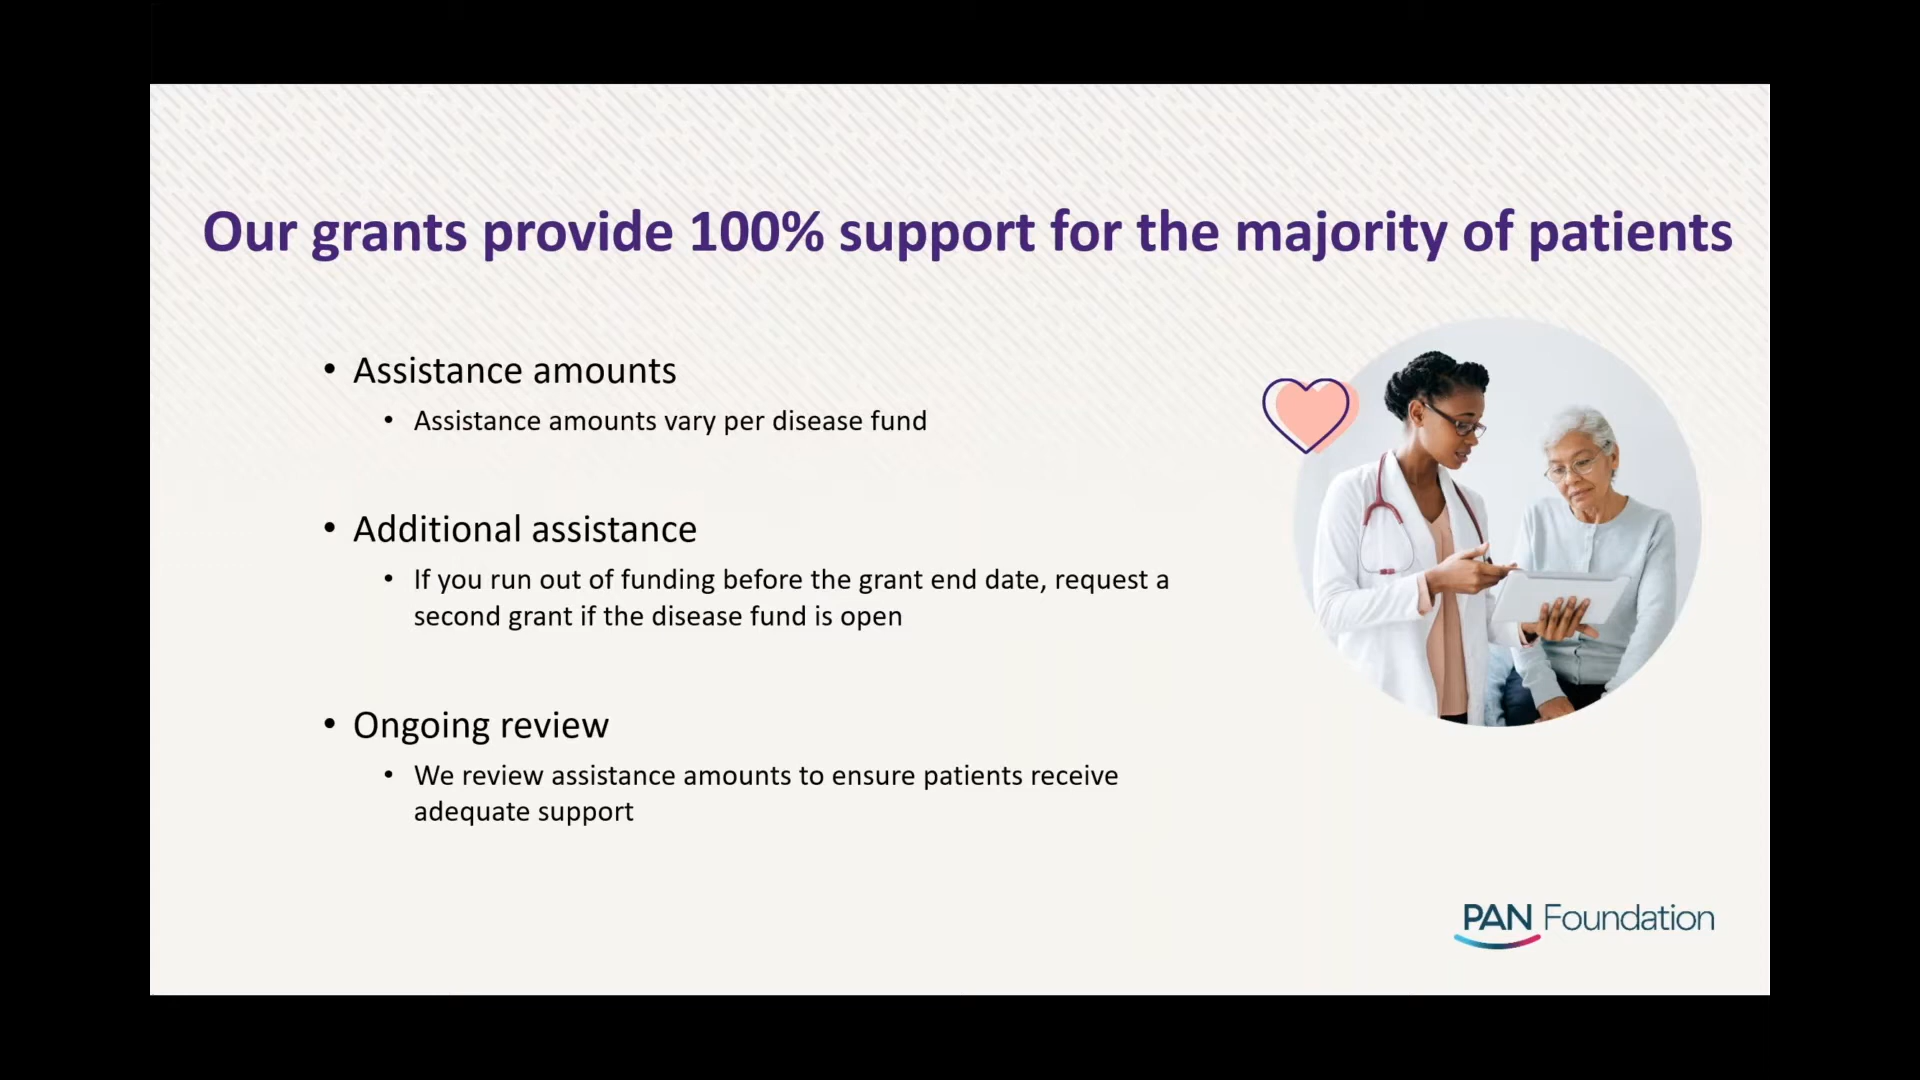 Our grants provide 100% support for the majority of patients
• Assistance amounts
• Assistance amounts vary per disease fund
• Additional assistance
• If you run out of funding before the grant end date, request a
second grant if the disease fund is open
• Ongoing review
• We review assistance amounts to ensure patients receive
adequate support
PAN Foundation